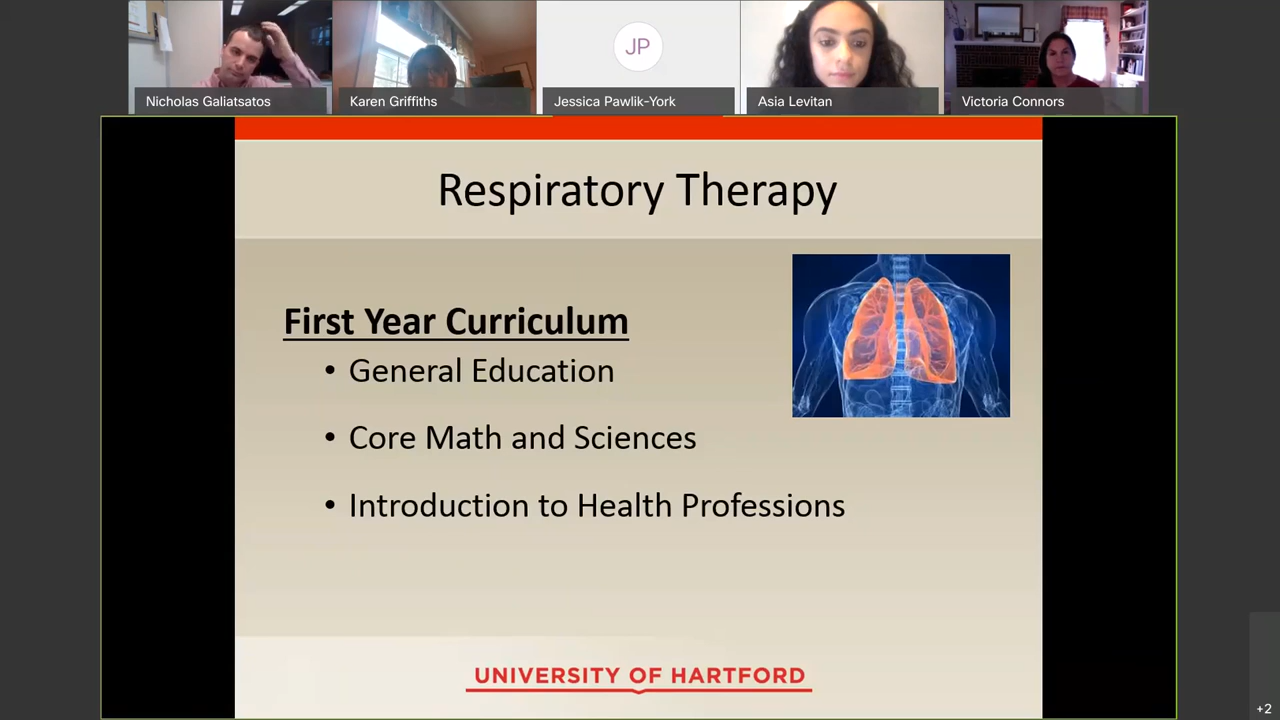 JP
Nicholas Galiatsatos
Karen Griffiths
Jessica Pawlik-York
Asia Levitan
Victoria Connors
Respiratory Therapy
First Year Curriculum
• General Education
• Core Math and Sciences
• Introduction to Health Professions
UNIVERSITY OF HARTFORD
+2